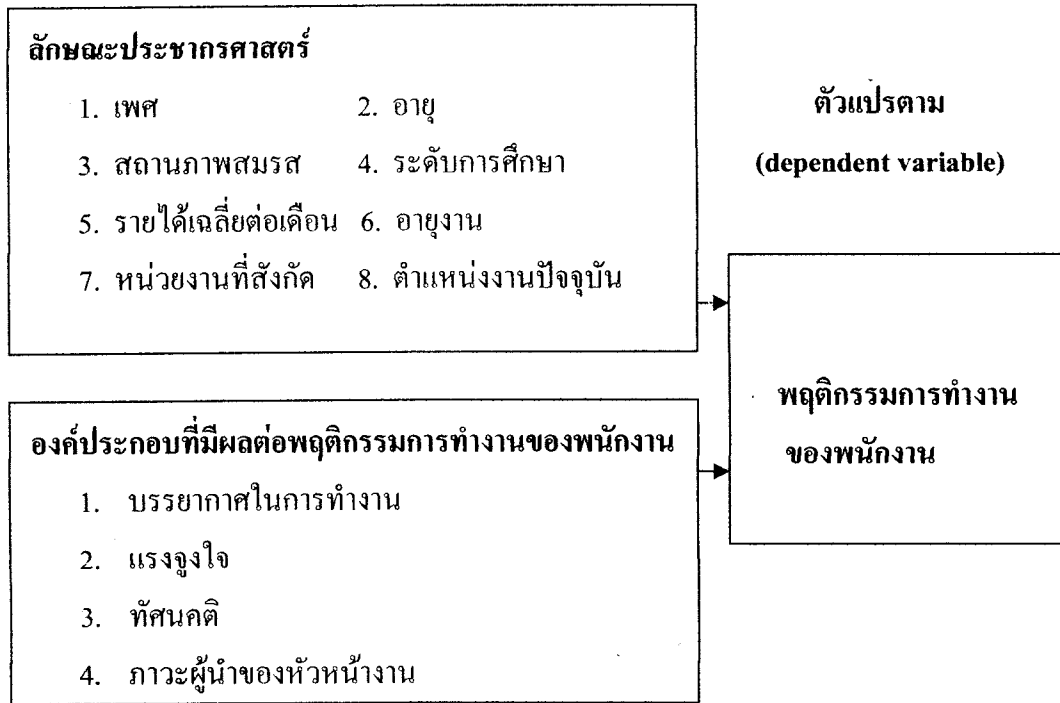 ลักษณะประชากรศาสตร์
1. เพศ 2. อายุ
3. สถานภาพสมรส 4. ระดับการศึกษา
5. รายได้เฉลี่ยต่อเดือน 6. อายุงาน
7. หน่วยงานที่สังกัด 8. ตำแหน่งงานปัจจุบัน
ตัวแปรตาม
(dependent variable)
องค์ประกอบที่มีผลต่อพฤติกรรมการทำงานของพนักงาน
1. บรรยากาศในการทำงาน
2. แรงจูงใจ
3. ทัศนคติ
4. ภาวะผู้นำของหัวหน้างาน
พฤติกรรมการทำงาน
ของพนักงาน